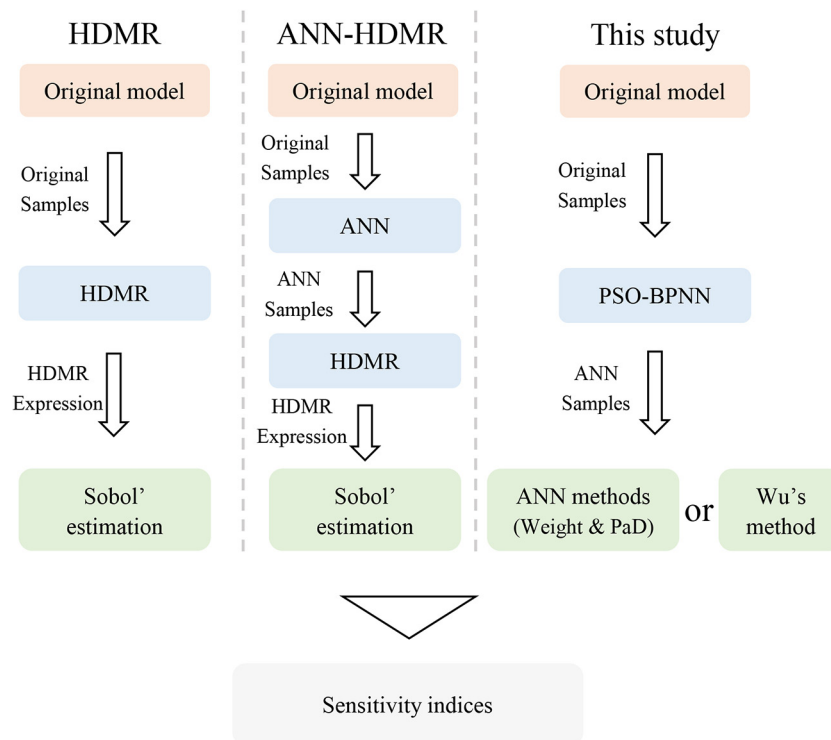 HDMR
Original model
Original
Samples
HDMR
HDMR
Expression
Sobol’
estimation
ANN-HDMR
Original model
Original
Samples
ANN
ANN
Samples
HDMR
HDMR
Expression
Sobol’
estimation
This study
Original model
Original
Samples
PSO-BPNN
ANN
Samples
ANN methods
(Weight & PaD)
or
Wu’s
method
Sensitivity indices